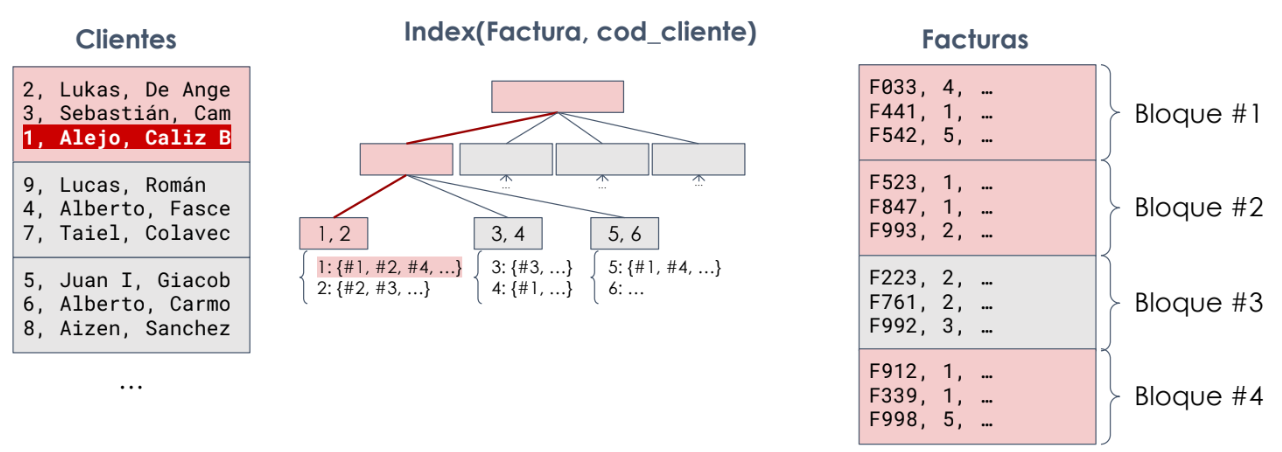 Clientes
2, Lukas, De Ange
3, Sebastián, Cam
1, Alejo, Caliz B
9, Lucas, Román
4, Alberto, Fasce
7, Taiel, Colavec
5, Juan I, Giacob
6, Alberto, Carmo
8, Aizen, Sanchez
...
Index(Factura, cod_cliente)
...
...
...
1, 2
3, 4
5, 6
1: {#1, #2, #4, ...}
2: {#2, #3, ...}
3: {#3, ...}
4: {#1, ...}
5: {#1, #4, ...}
6: ...
Facturas
F033, 4, …
F441, 1, …
F542, 5, …
Bloque #1
F523, 1, …
F847, 1, …
F993, 2, …
Bloque #2
F223, 2, …
F761, 2, …
F992, 3, …
Bloque #3
F912, 1, …
F339, 1, …
F998, 5, …
Bloque #4